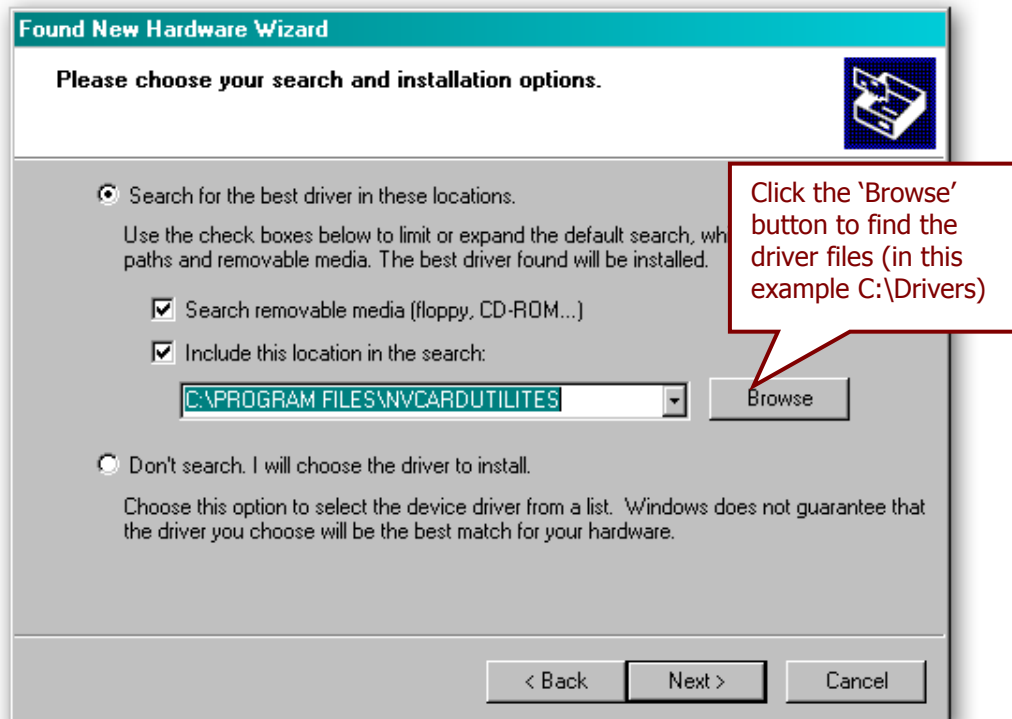 Found New Hardware Wizard
Please choose your search and installation options.
Search for the best driver in these locations.
Use the check boxes below to limit or expand the default search, wh
paths and removable media. The best driver found will be installed.
Search removable media (floppy, CD-ROM...)
Include this location in the search:
C:\PROGRAM FILES\NVCARDUTILITES
Browse
Click the ‘Browse’
button to find the
driver files (in this
example C:\Drivers)
Don't search. I will choose the driver to install.
Choose this option to select the device driver from a list.  Windows does not guarantee that
the driver you choose will be the best match for your hardware.
< Back
Next >
Cancel